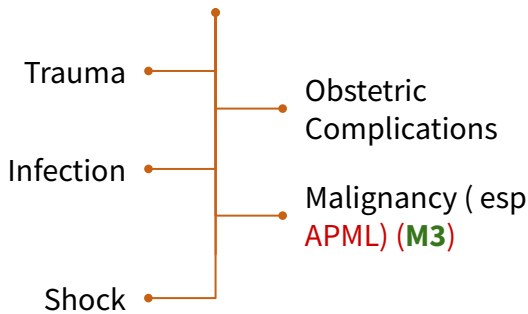 Trauma
Obstetric
Complications
Infection
Malignancy ( esp
APML) (M3)
Shock